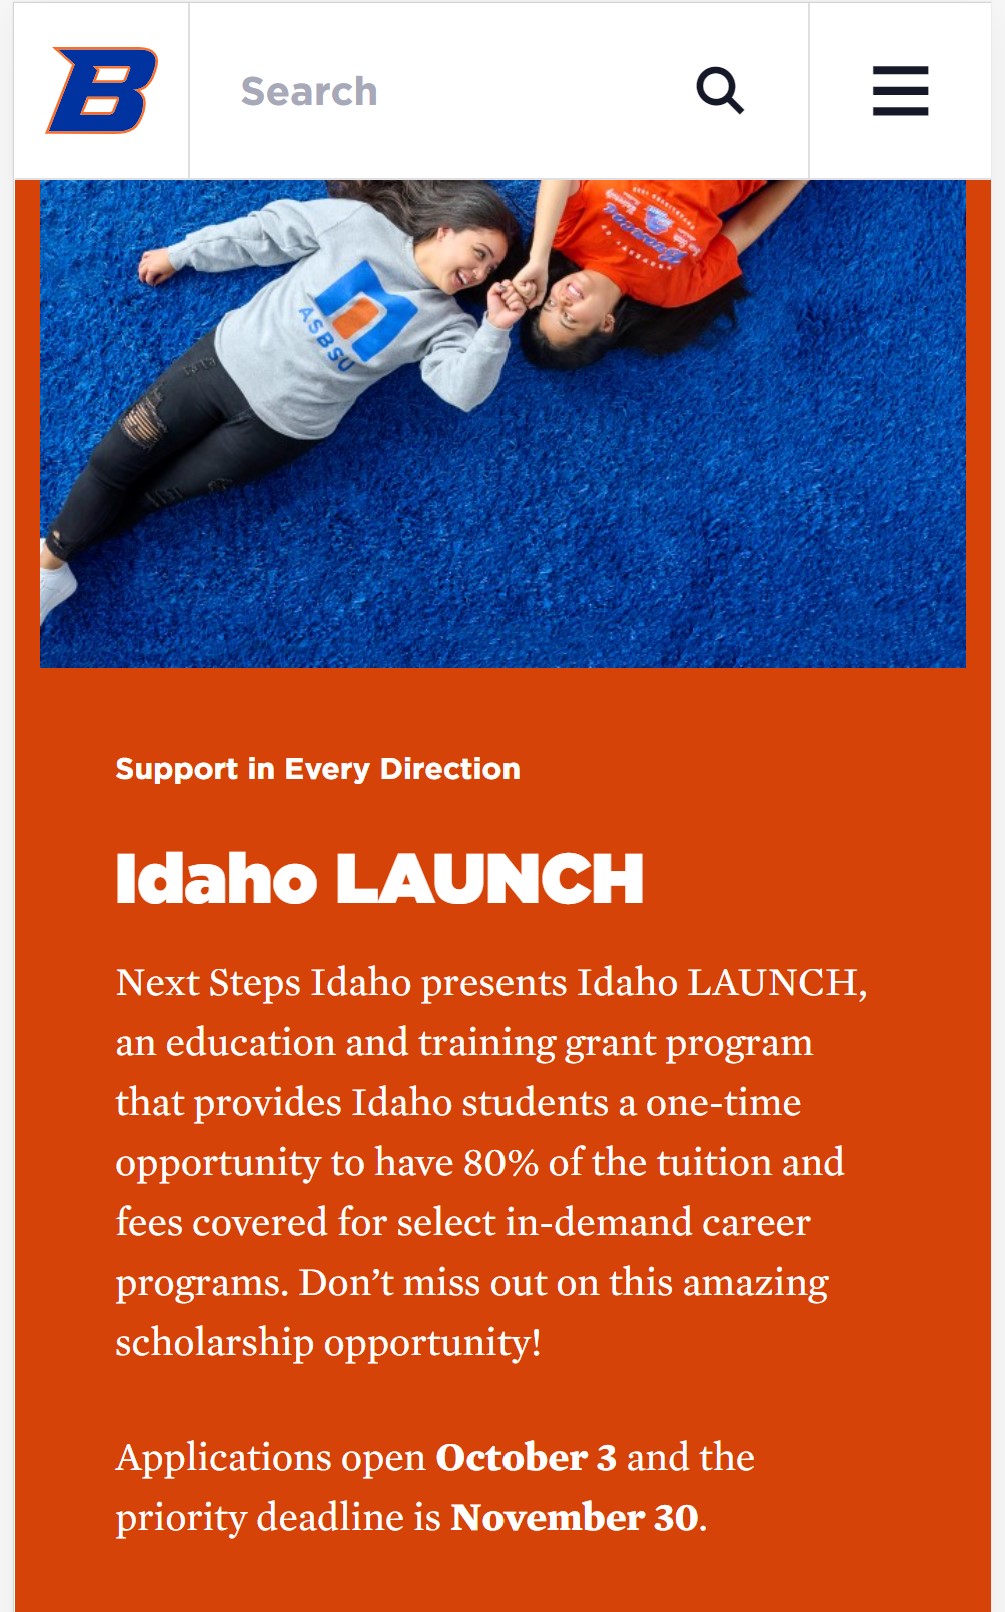 B
Search
ASBSU
Broncos
Support in Every Direction
Idaho LAUNCH
Next Steps Idaho presents Idaho LAUNCH,
an education and training grant program
that provides Idaho students a one-time
opportunity to have 80% of the tuition and
fees covered for select in-demand career
programs. Don’t miss out on this amazing
scholarship opportunity!
Applications open October 3 and the
priority deadline is November 30.